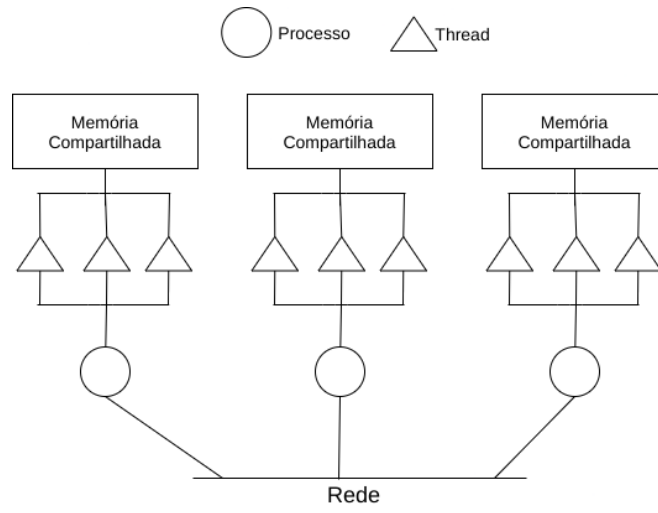 Processo
Thread
Memória
Compartilhada
Memória
Compartilhada
Memória
Compartilhada
Rede